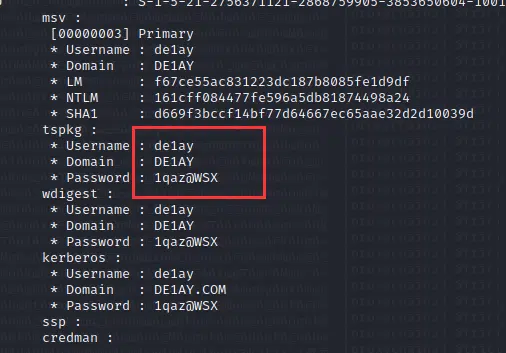 : S-1-5-21-2756371121-2868759905-3853650604-1001
msv :
[00000003] Primary
* Username : de1ay
* Domain   : DE1AY
* LM       : f67ce55ac831223dc187b8085fe1d9df
* NTLM     : 161cff084477fe596a5db81874498a24
* SHA1     : d669f3bccf14bf77d64667ec65aae32d2d10039d
tspkg :
* Username : de1ay
* Domain   : DE1AY
* Password : 1qaz@WSX
wdigest :
* Username : de1ay
* Domain   : DE1AY
* Password : 1qaz@WSX
kerberos :
* Username : de1ay
* Domain   : DE1AY.COM
* Password : 1qaz@WSX
ssp :
credman :